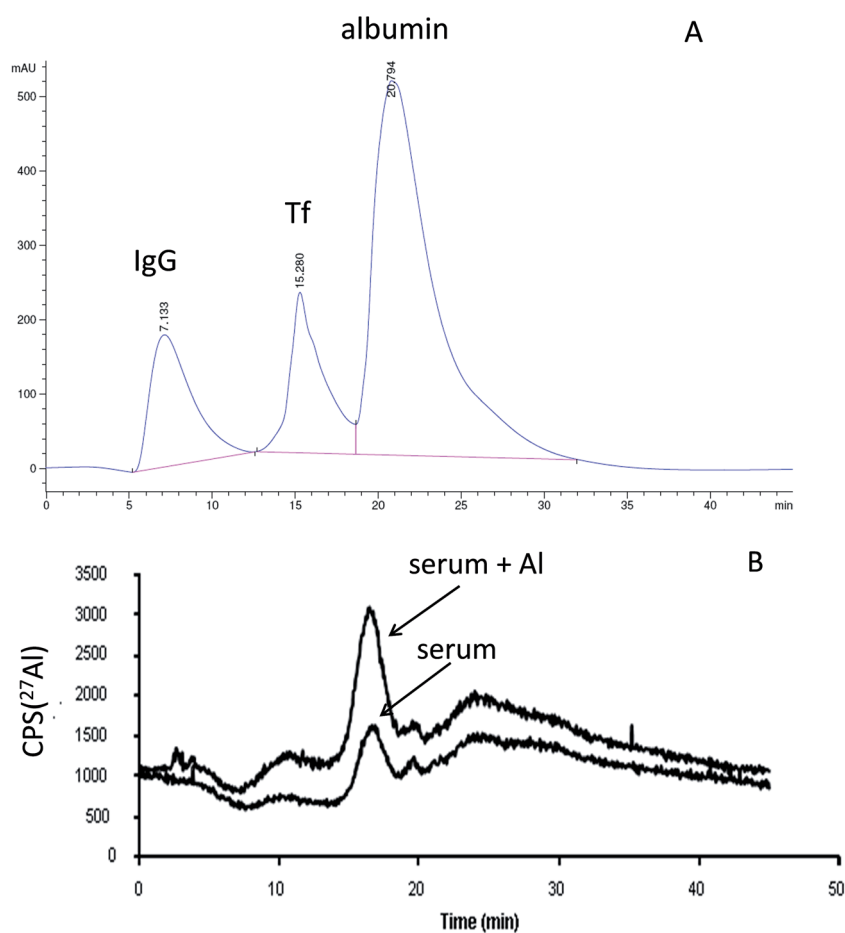 albumin
A
mAU
20.794
500
400
Tf
300
IgG
15.280
7.133
200
100
0
0 5 10 15 20 25 30 35 40 min
B
3500
serum + Al
3000
serum
2500
2000
1500
1000
500
0
CPS(²⁷Al)
0 10 20 30 40 50
Time (min)